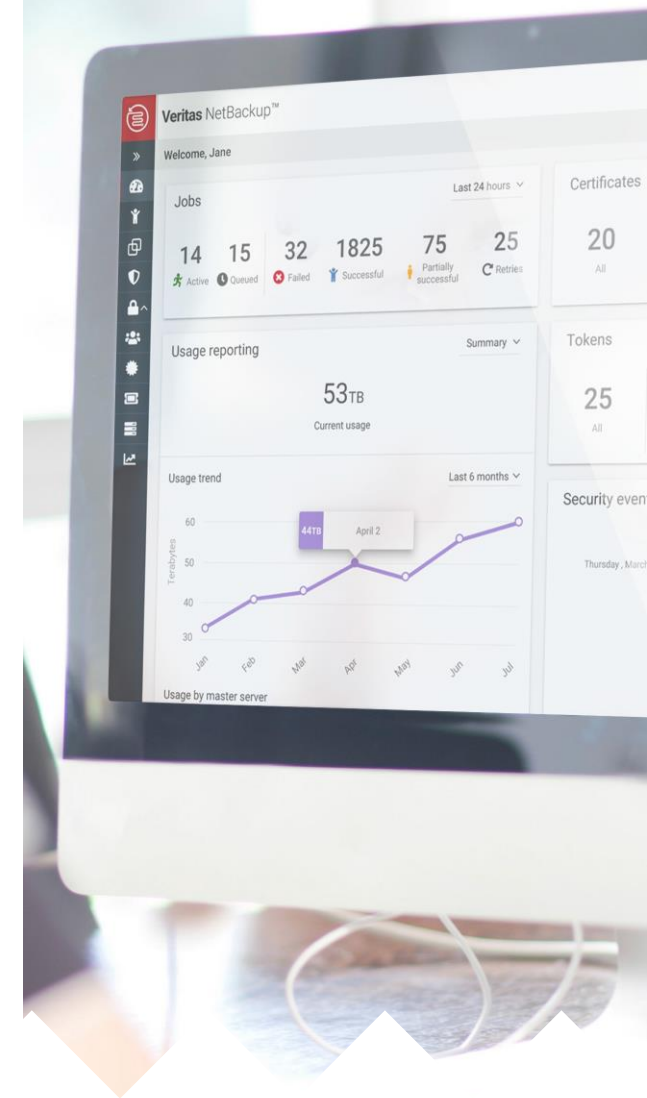 Veritas NetBackup™
Welcome, Jane
Jobs
Last 24 hours
14 15 32 1825 75 25
Active Queued Failed Successful Partially successful Retries
Certificates
20
All
Usage reporting
Summary
53TB
Current usage
Tokens
25
All
Usage trend
Last 6 months
44TB April 2
Terabytes
60
50
40
30
Jan Feb Mar Apr May Jun Jul
Usage by master server
Security even
Thursday, March